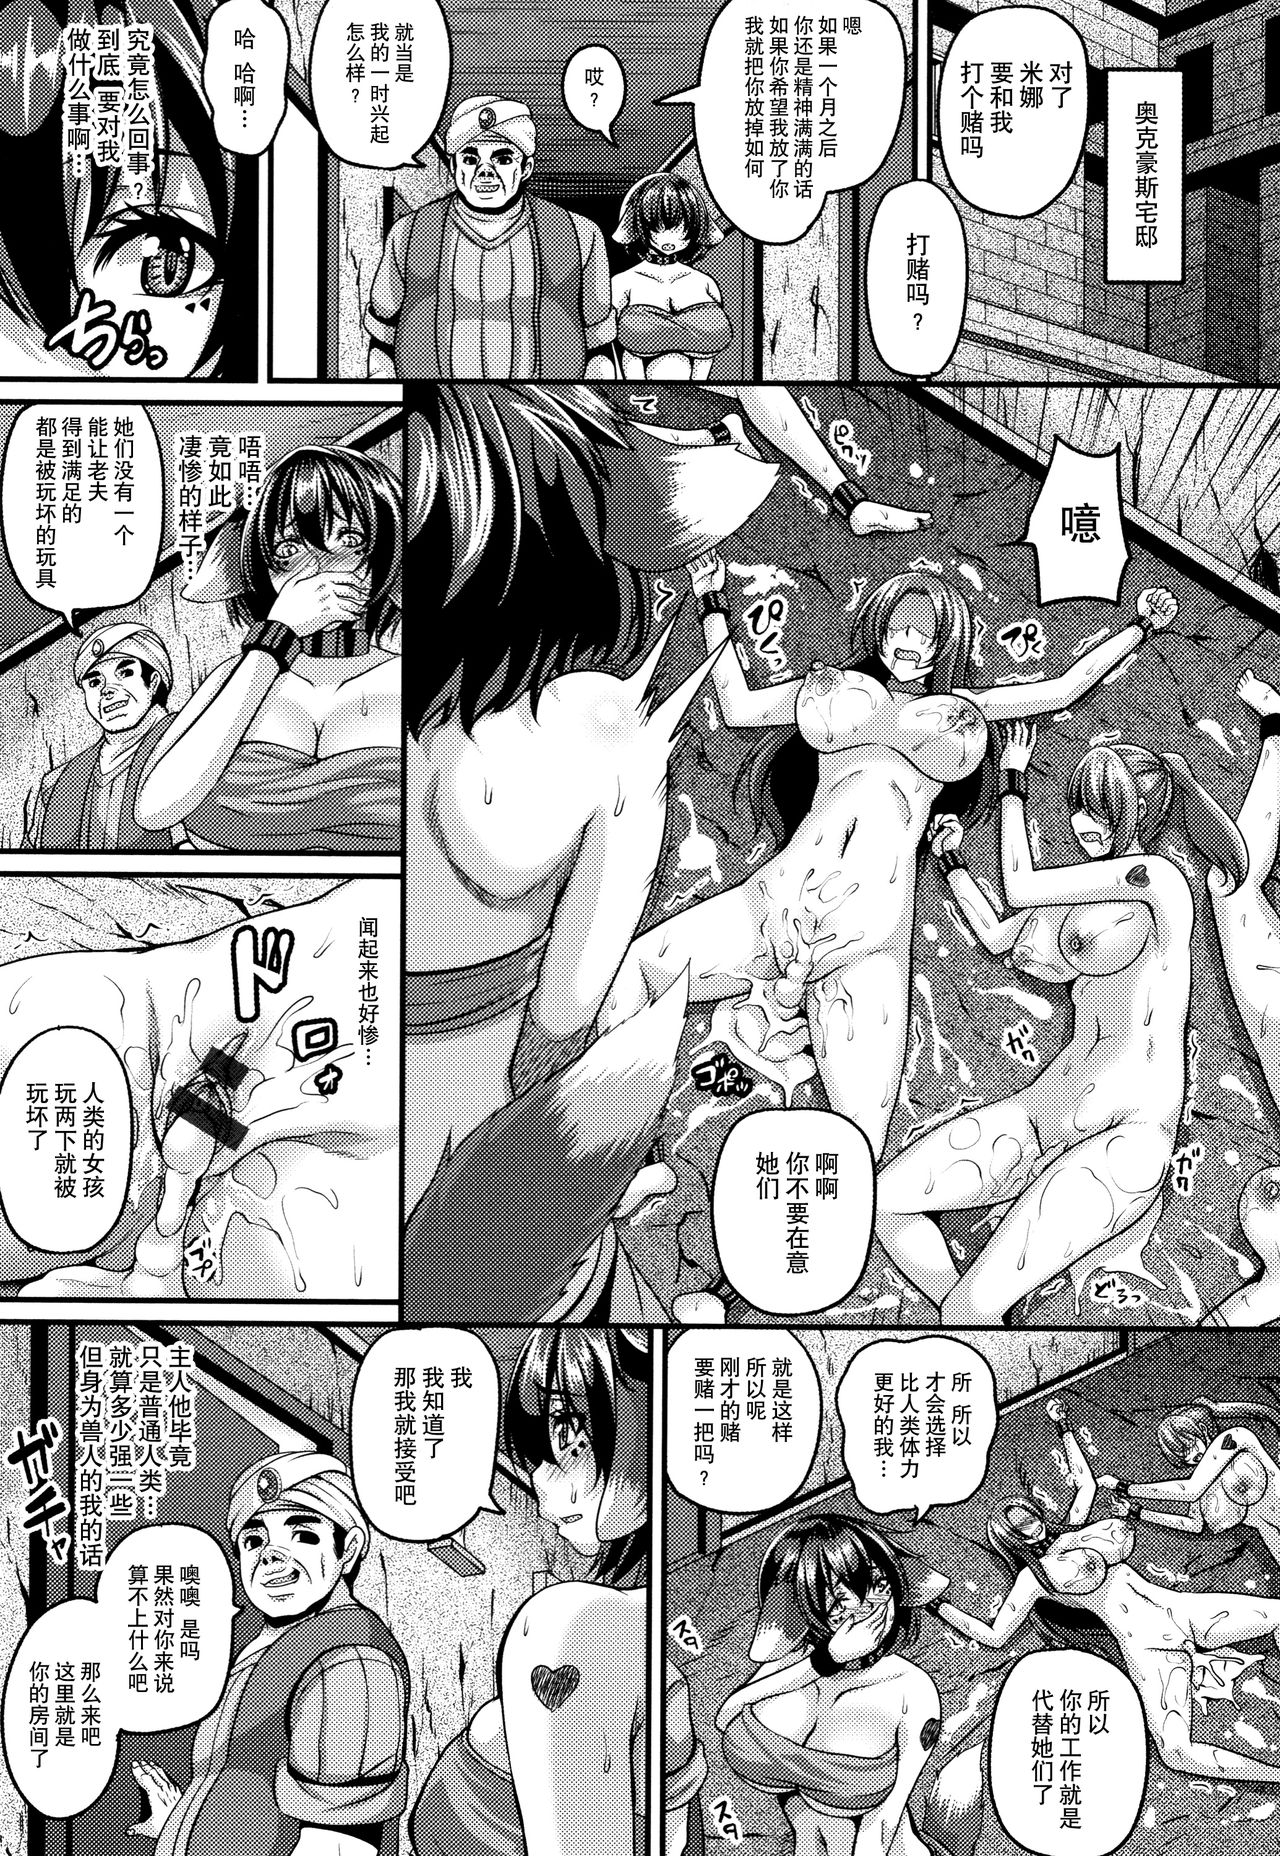 奥克豪斯宅邸
对了
米娜
要和我
打个赌吗
打赌吗？
嗯
如果一个月之后
你还是精神满满的话
如果你希望我放了你
我就把你放掉如何
哎？
就当是
我的一时兴起
怎么样？
哈 哈啊…
究竟怎么回事？
到底 要对我
做什么事啊…
ちらっ
噫
啊啊
你不要在意
她们
唔唔…
竟如此
凄惨的样子…
她们没有一个
能让老夫
得到满足的
都是被玩坏的玩具
闻起来也好惨…
人类的女孩
玩两下就被
玩坏了
所 所以
才会选择
比人类体力
更好的我…
所以
你的工作就是
代替她们了
就是这样
所以呢
刚才的赌
要赌一把吗？
我
我知道了
那我就接受吧
主人他毕竟
只是普通人类…
就算多少强一些
但身为兽人的我的话
噢噢 是吗
果然对你来说
算不上什么吧
那么来吧
这里就是
你的房间了
ガチャ
スタ
スタ